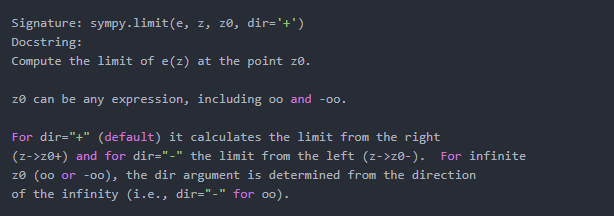 Signature: sympy.limit(e, z, z0, dir='+')
Docstring:
Compute the limit of e(z) at the point z0.
z0 can be any expression, including oo and -oo.
For dir="+" (default) it calculates the limit from the right
(z->z0+) and for dir="-" the limit from the left (z->z0-).  For infinite
z0 (oo or -oo), the dir argument is determined from the direction
of the infinity (i.e., dir="-" for oo).